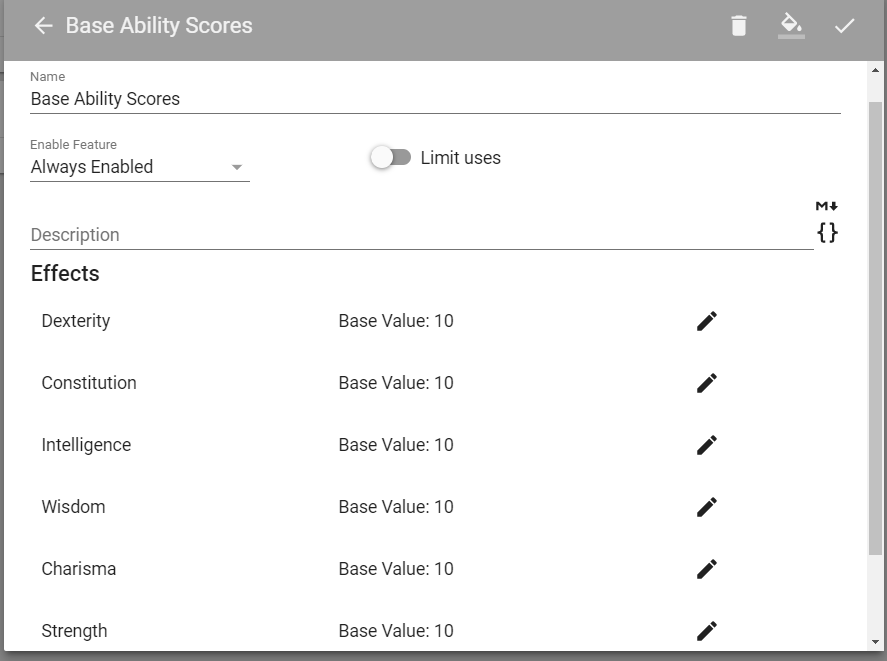 Base Ability Scores
Name
Base Ability Scores
Enable Feature
Always Enabled
Limit uses
M
Description
{}
Effects
Dexterity Base Value: 10
Constitution Base Value: 10
Intelligence Base Value: 10
Wisdom Base Value: 10
Charisma Base Value: 10
Strength Base Value: 10